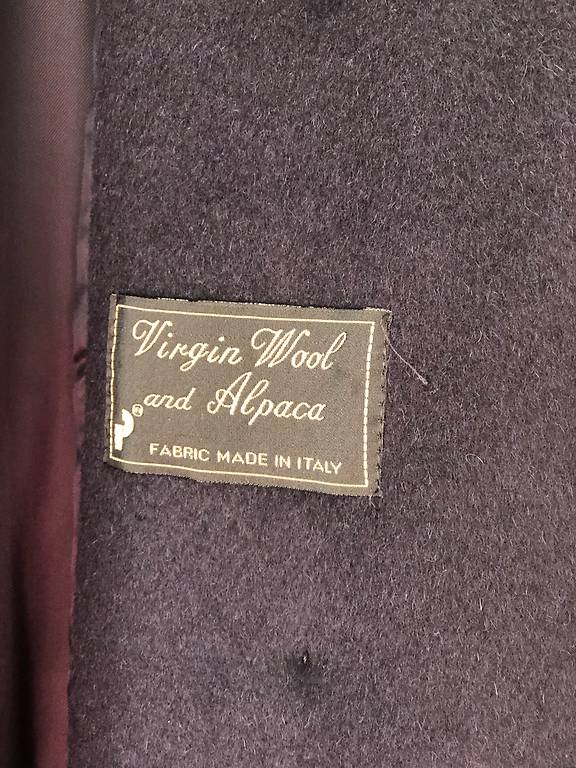 Virgin Wool
and Alpaca
FABRIC MADE IN ITALY